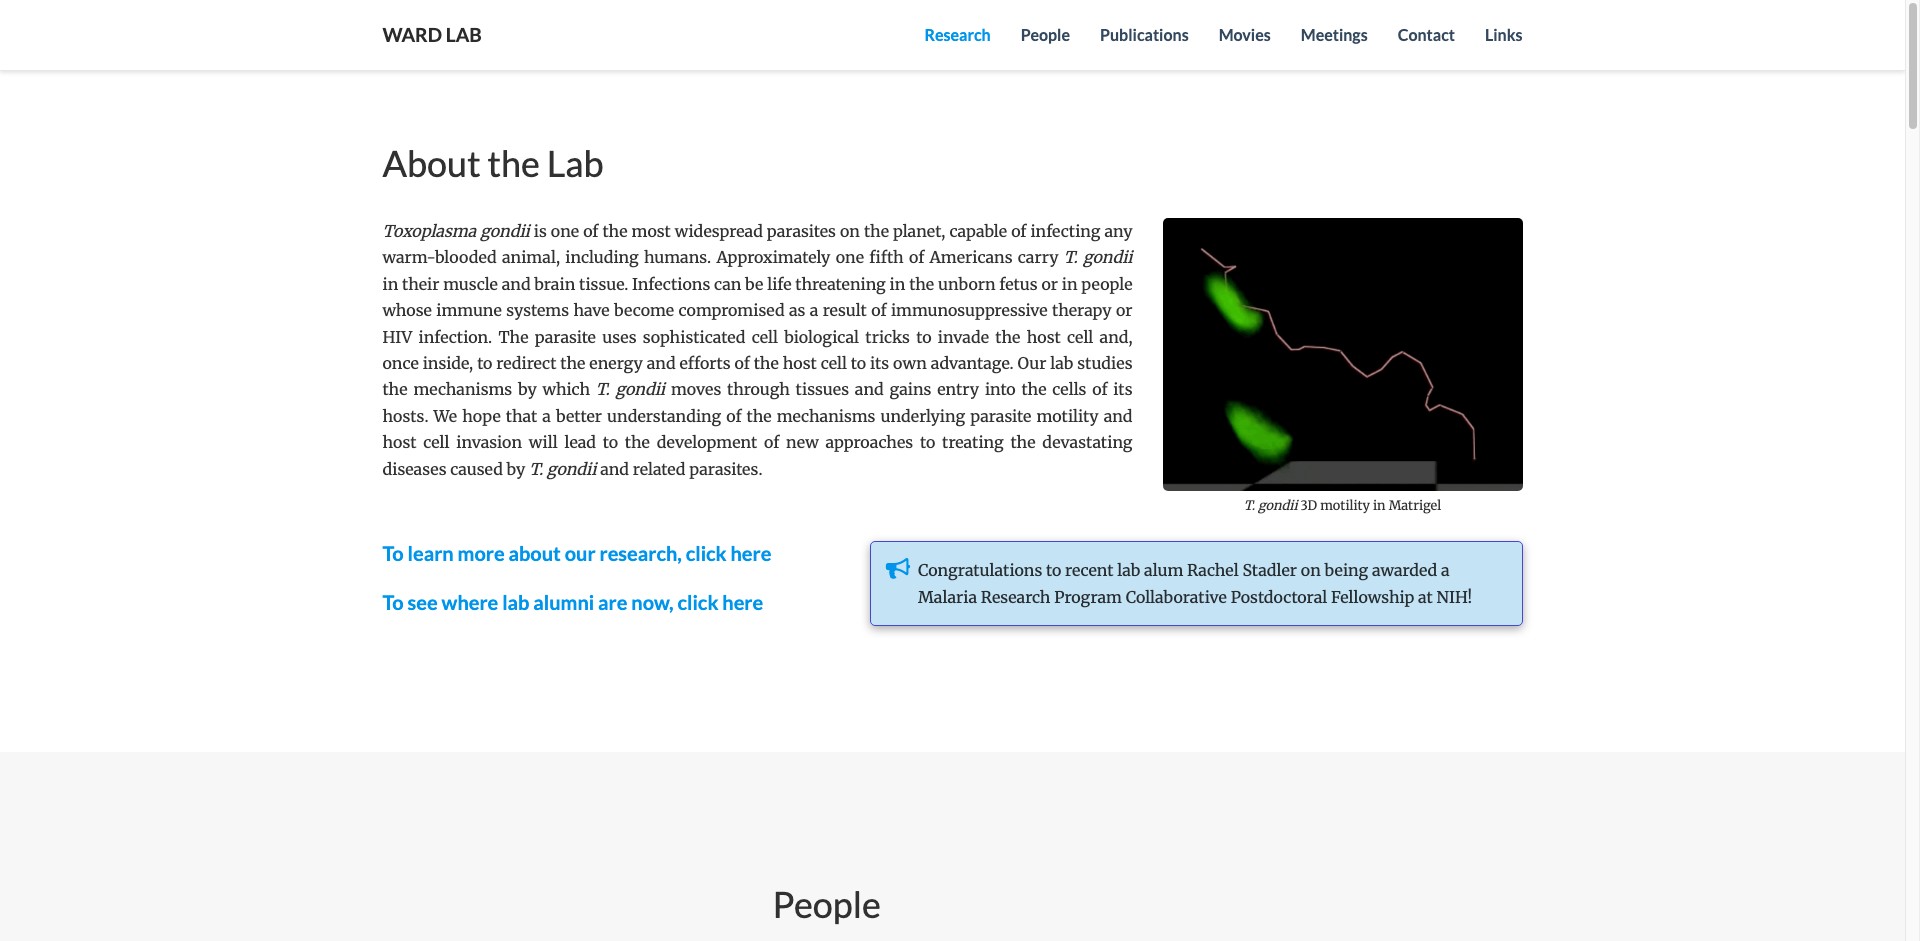 WARD LAB
Research People Publications Movies Meetings Contact Links
About the Lab
Toxoplasma gondii is one of the most widespread parasites on the planet, capable of infecting any
warm-blooded animal, including humans. Approximately one fifth of Americans carry T. gondii
in their muscle and brain tissue. Infections can be life threatening in the unborn fetus or in people
whose immune systems have become compromised as a result of immunosuppressive therapy or
HIV infection. The parasite uses sophisticated cell biological tricks to invade the host cell and,
once inside, to redirect the energy and efforts of the host cell to its own advantage. Our lab studies
the mechanisms by which T. gondii moves through tissues and gains entry into the cells of its
hosts. We hope that a better understanding of the mechanisms underlying parasite motility and
host cell invasion will lead to the development of new approaches to treating the devastating
diseases caused by T. gondii and related parasites.
T. gondii 3D motility in Matrigel
To learn more about our research, click here
To see where lab alumni are now, click here
Congratulations to recent lab alum Rachel Stadler on being awarded a
Malaria Research Program Collaborative Postdoctoral Fellowship at NIH!
People